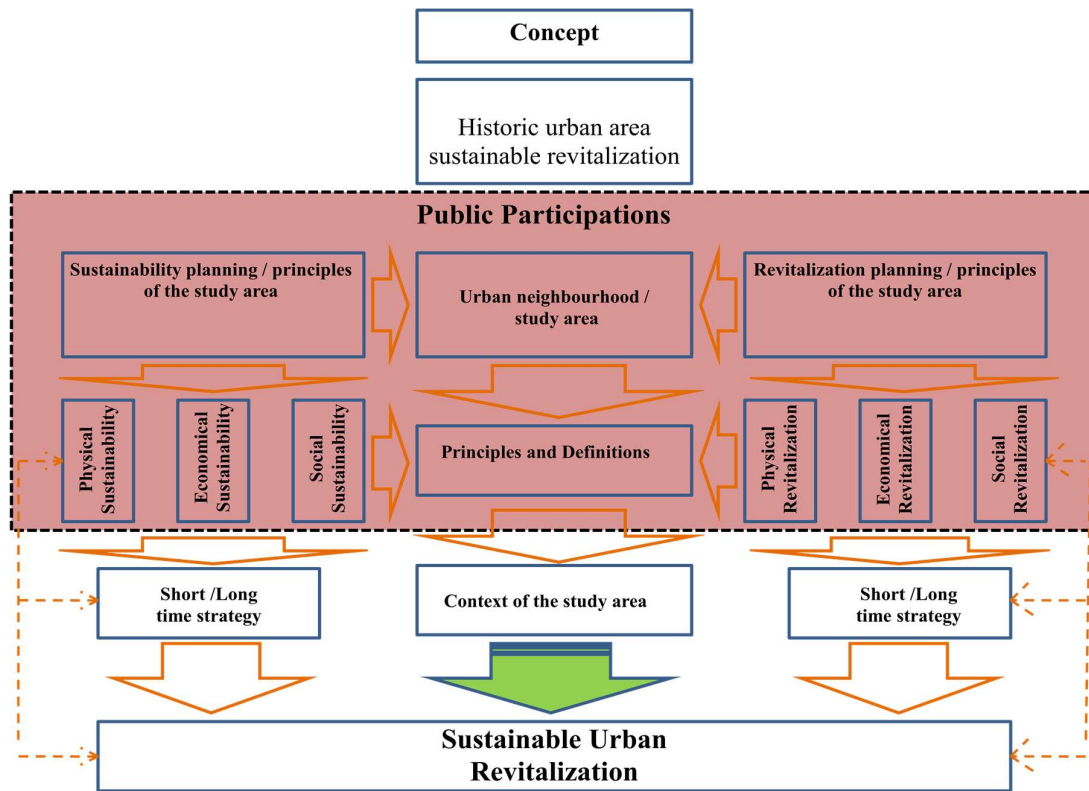 Concept
Historic urban area
sustainable revitalization
Public Participations
Sustainability planning / principles
of the study area
Urban neighbourhood /
study area
Revitalization planning / principles
of the study area
Physical
Sustainability
Economical
Sustainability
Social
Sustainability
Principles and Definitions
Physical
Revitalization
Economical
Revitalization
Social
Revitalization
Short /Long
time strategy
Context of the study area
Short /Long
time strategy
Sustainable Urban
Revitalization